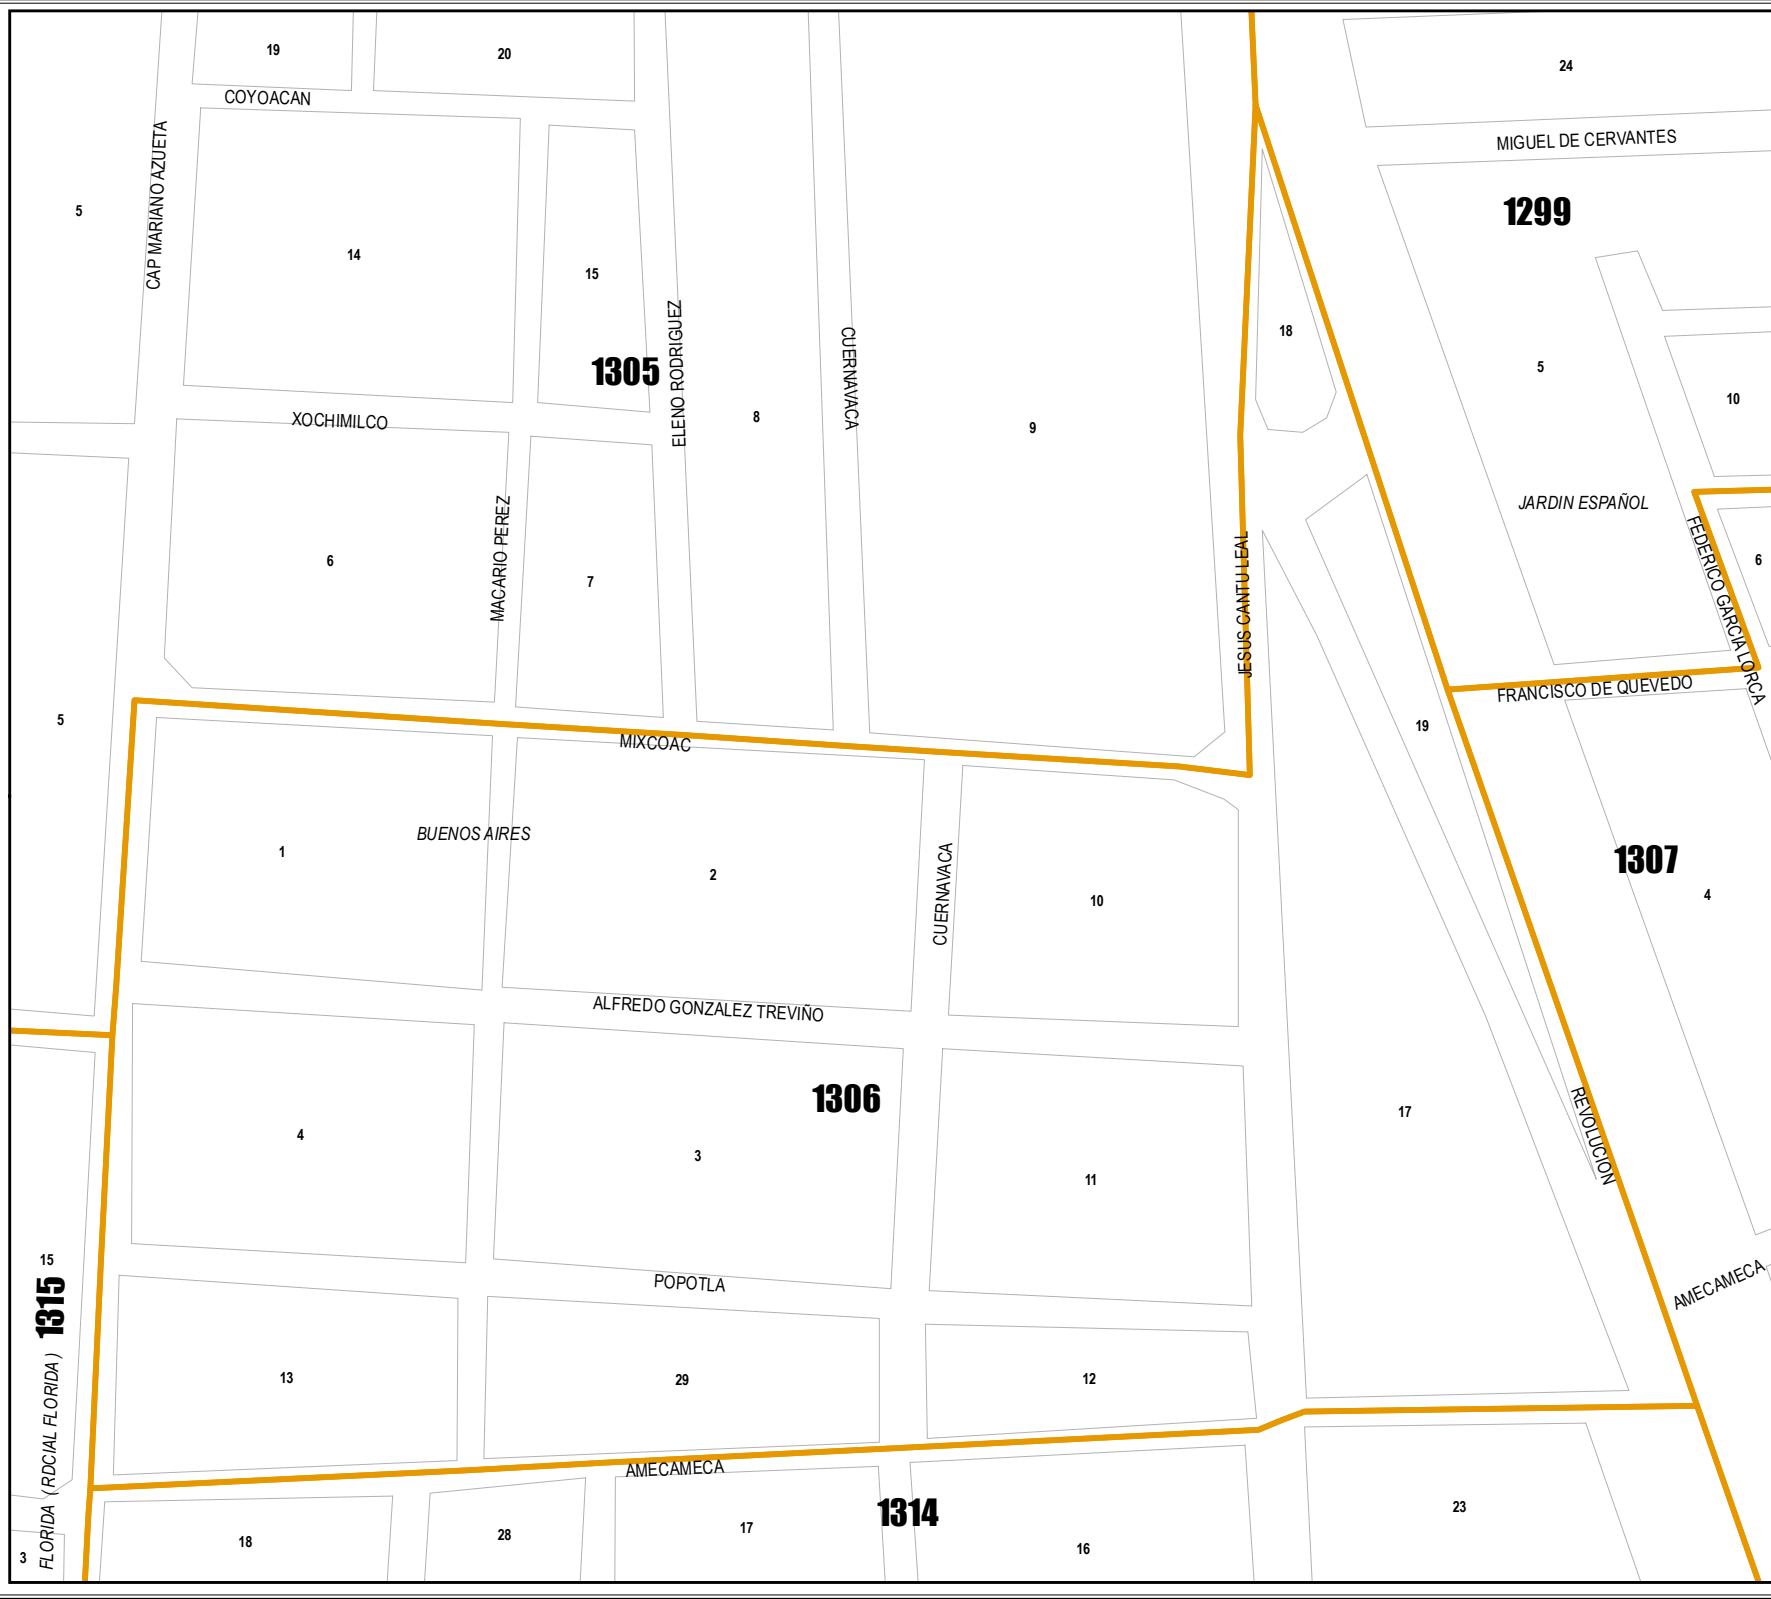 19
20
24
COYOACAN
MIGUEL DE CERVANTES
CAP MARIANO AZUETA
5
1299
14
15
ELENO RODRIGUEZ
CUERNAVACA
18
1305
5
10
8
9
XOCHIMILCO
MACARIO PEREZ
JARDIN ESPAÑOL
FEDERICO GARCIA LORCA
6
7
JESUS CANTU LEAL
6
FRANCISCO DE QUEVEDO
5
19
MIXCOAC
BUENOS AIRES
1
2
CUERNAVACA
10
1307
4
ALFREDO GONZALEZ TREVIÑO
1306
17
REVOLUCION
4
3
11
15
1315
POPOTLA
AMECAMECA
13
29
12
FLORIDA (RDCIAL FLORIDA)
AMECAMECA
1314
23
18
28
17
16
3